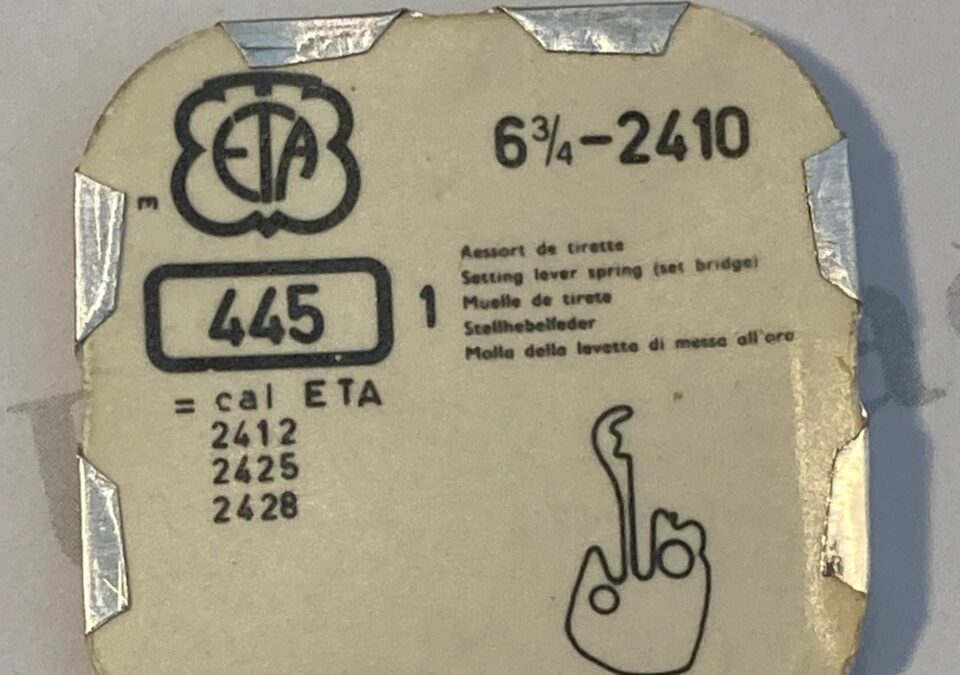 ETA
6¾-2410
E
445
1
Ressort de tirette
Setting lever spring (set bridge)
Muelle de tirete
Stellhebelfeder
Molla della levetta di messa all'ora
= cal ETA
2412
2425
2428